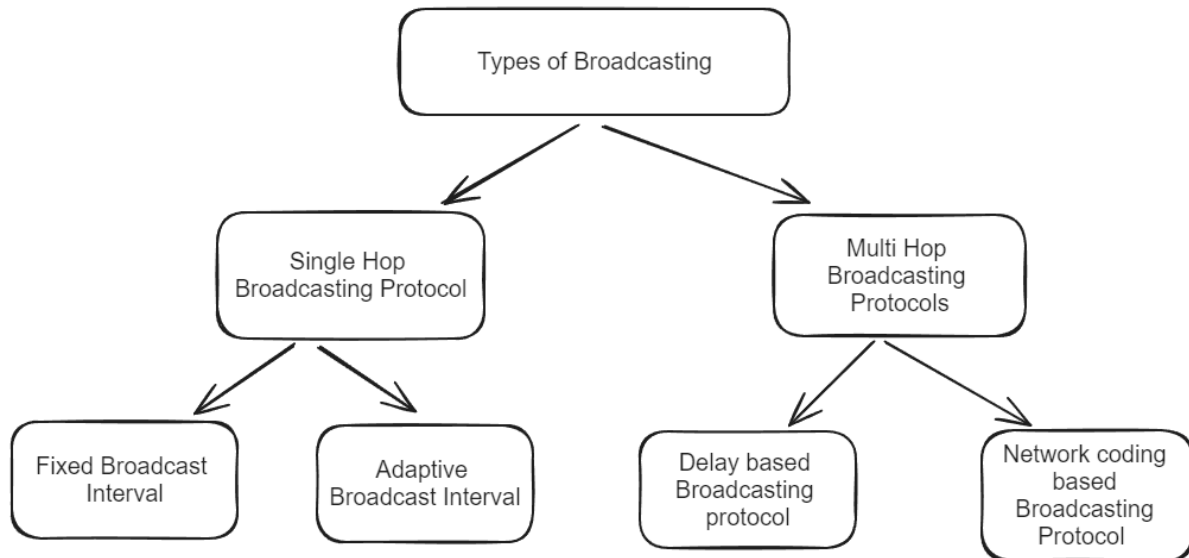 Types of Broadcasting
Single Hop
Broadcasting Protocol
Multi Hop
Broadcasting
Protocols
Fixed Broadcast
Interval
Adaptive
Broadcast Interval
Delay based
Broadcasting
protocol
Network coding
based
Broadcasting
Protocol